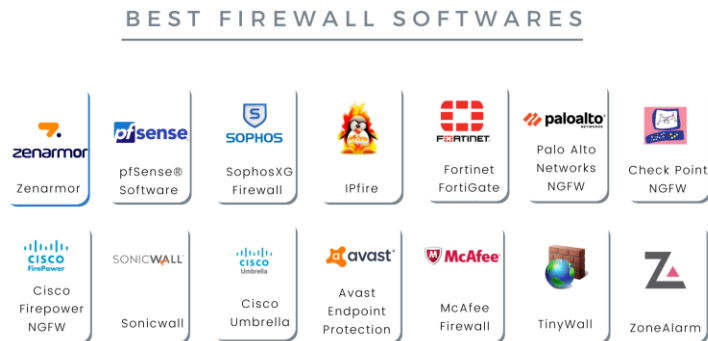 BEST FIREWALL SOFTWARES
zenarmor
Zenarmor
pfsense
pfSense®
Software
S
SOPHOS
SophosXG
Firewall
IPfire
FORTINET
Fortinet
FortiGate
paloalto
NETWORKS
Palo Alto
Networks
NGFW
Check Point
NGFW
CISCO
FirePower
Cisco
Firepower
NGFW
SONICWALL
Sonicwall
CISCO
Umbrella
Cisco
Umbrella
avast
Avast
Endpoint
Protection
McAfee
McAfee
Firewall
TinyWall
ZoneAlarm